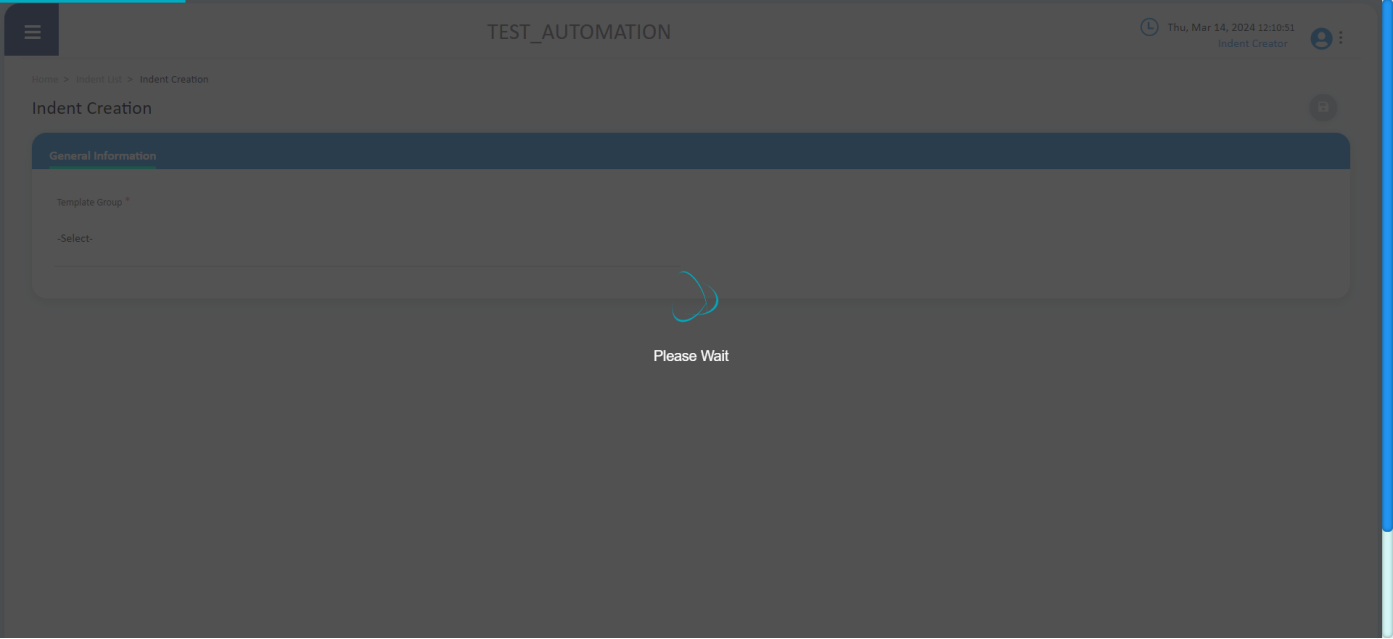 TEST_AUTOMATION
Thu, Mar 14, 2024 12:10:51
Indent Creator
Home > Indent List > Indent Creation
Indent Creation
General Information
Template Group *
-Select-
Please Wait